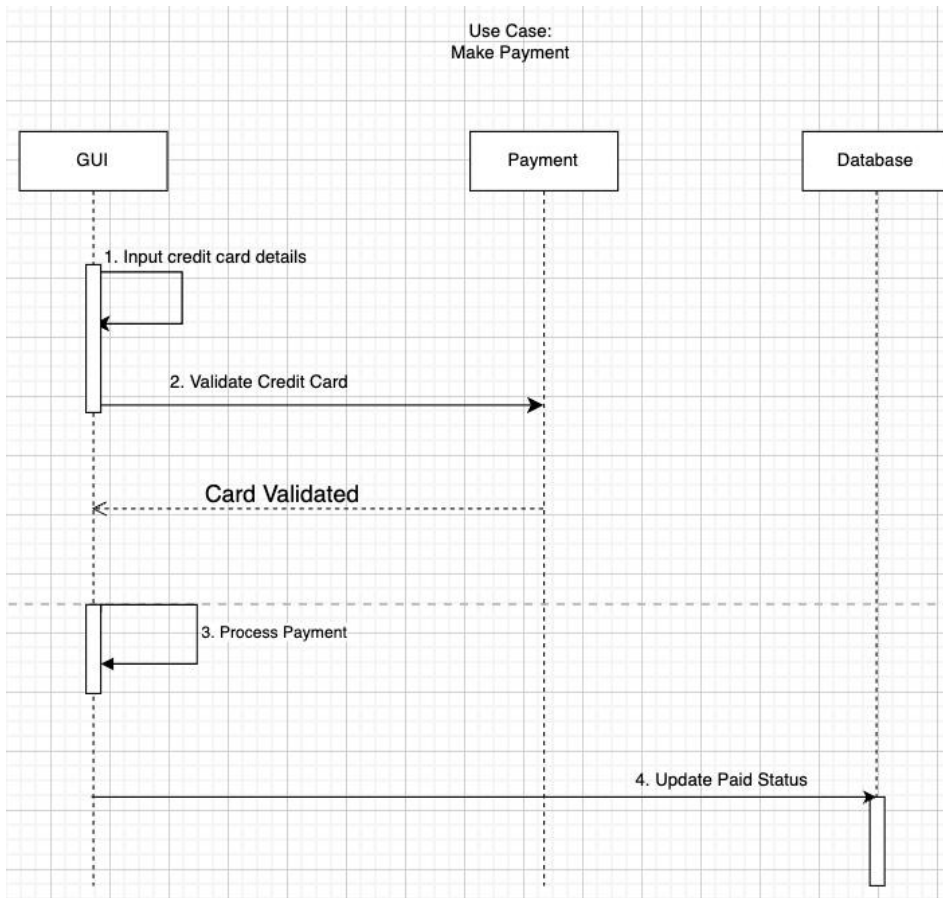 Use Case:
Make Payment
GUI
Payment
Database
1. Input credit card details
2. Validate Credit Card
Card Validated
3. Process Payment
4. Update Paid Status